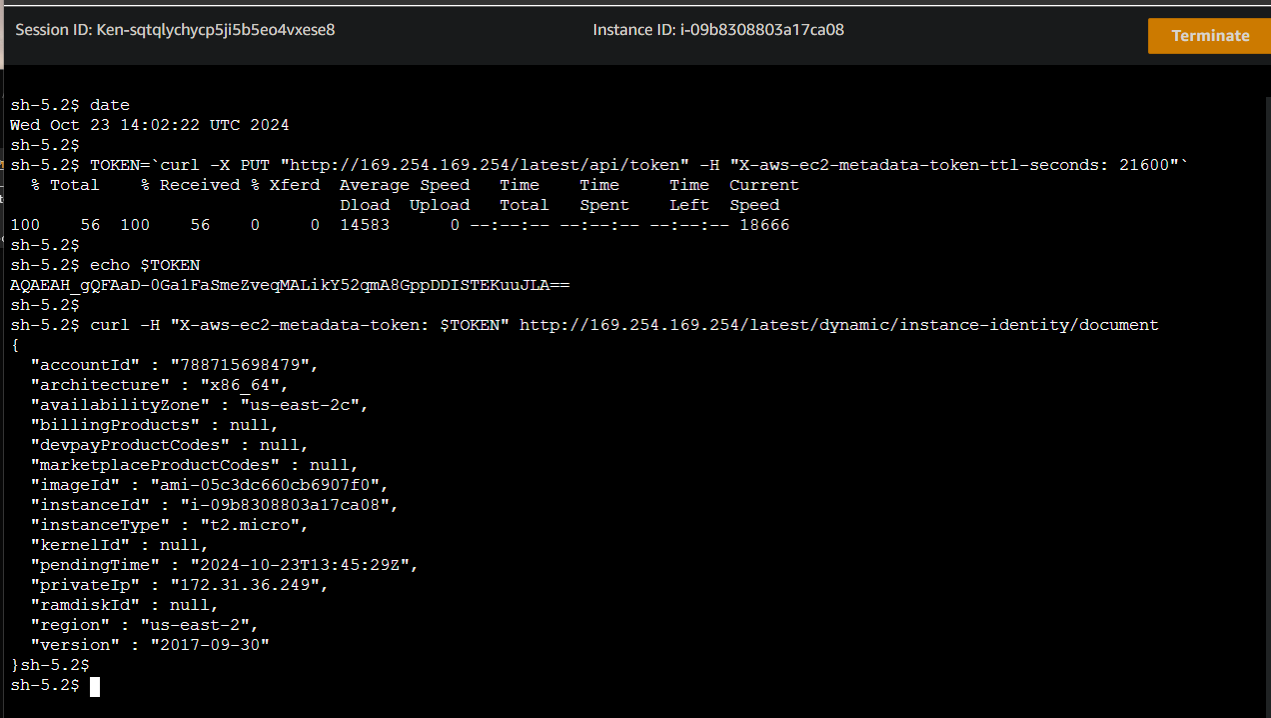 Session ID: Ken-sqtqlychycp5ji5b5eo4vxese8 Instance ID: i-09b8308803a17ca08 Terminate
sh-5.2$ date
Wed Oct 23 14:02:22 UTC 2024
sh-5.2$
sh-5.2$ TOKEN=`curl -X PUT "http://169.254.169.254/latest/api/token" -H "X-aws-ec2-metadata-token-ttl-seconds: 21600"`
  % Total    % Received % Xferd  Average Speed   Time    Time     Time  Current
                                 Dload  Upload   Total   Spent    Left  Speed
100    56  100    56    0     0  14583      0 --:--:-- --:--:-- --:--:-- 18666
sh-5.2$
sh-5.2$ echo $TOKEN
AQAEAH_gQFAaD-0Ga1FaSmeZveqMALikY52qmA8GppDDISTEKuuJLA==
sh-5.2$
sh-5.2$ curl -H "X-aws-ec2-metadata-token: $TOKEN" http://169.254.169.254/latest/dynamic/instance-identity/document
{
  "accountId" : "788715698479",
  "architecture" : "x86_64",
  "availabilityZone" : "us-east-2c",
  "billingProducts" : null,
  "devpayProductCodes" : null,
  "marketplaceProductCodes" : null,
  "imageId" : "ami-05c3dc660cb6907f0",
  "instanceId" : "i-09b8308803a17ca08",
  "instanceType" : "t2.micro",
  "kernelId" : null,
  "pendingTime" : "2024-10-23T13:45:29Z",
  "privateIp" : "172.31.36.249",
  "ramdiskId" : null,
  "region" : "us-east-2",
  "version" : "2017-09-30"
}sh-5.2$
sh-5.2$